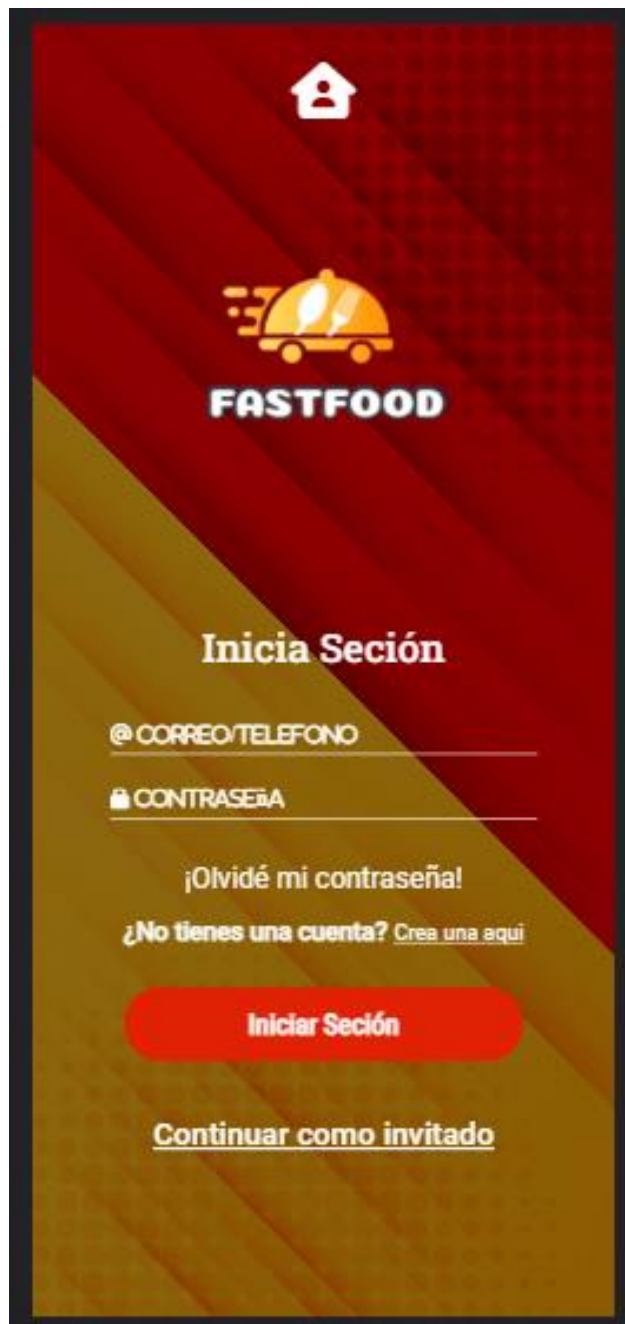 FASTFOOD
Inicia Seción
@ CORREO/TELEFONO
CONTRASEñA
¡Olvidé mi contraseña!
¿No tienes una cuenta? Crea una aqui
Iniciar Seción
Continuar como invitado